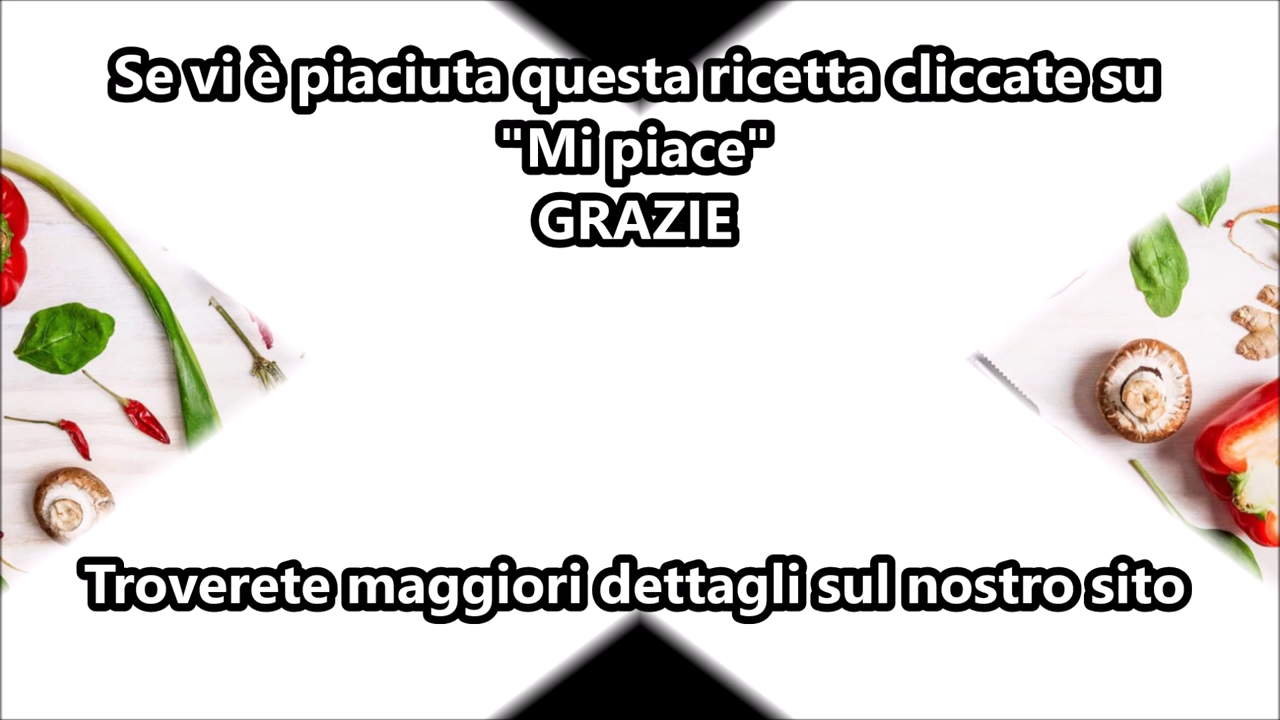 Se vi è piaciuta questa ricetta cliccate su
"Mi piace"
GRAZIE
Troverete maggiori dettagli sul nostro sito